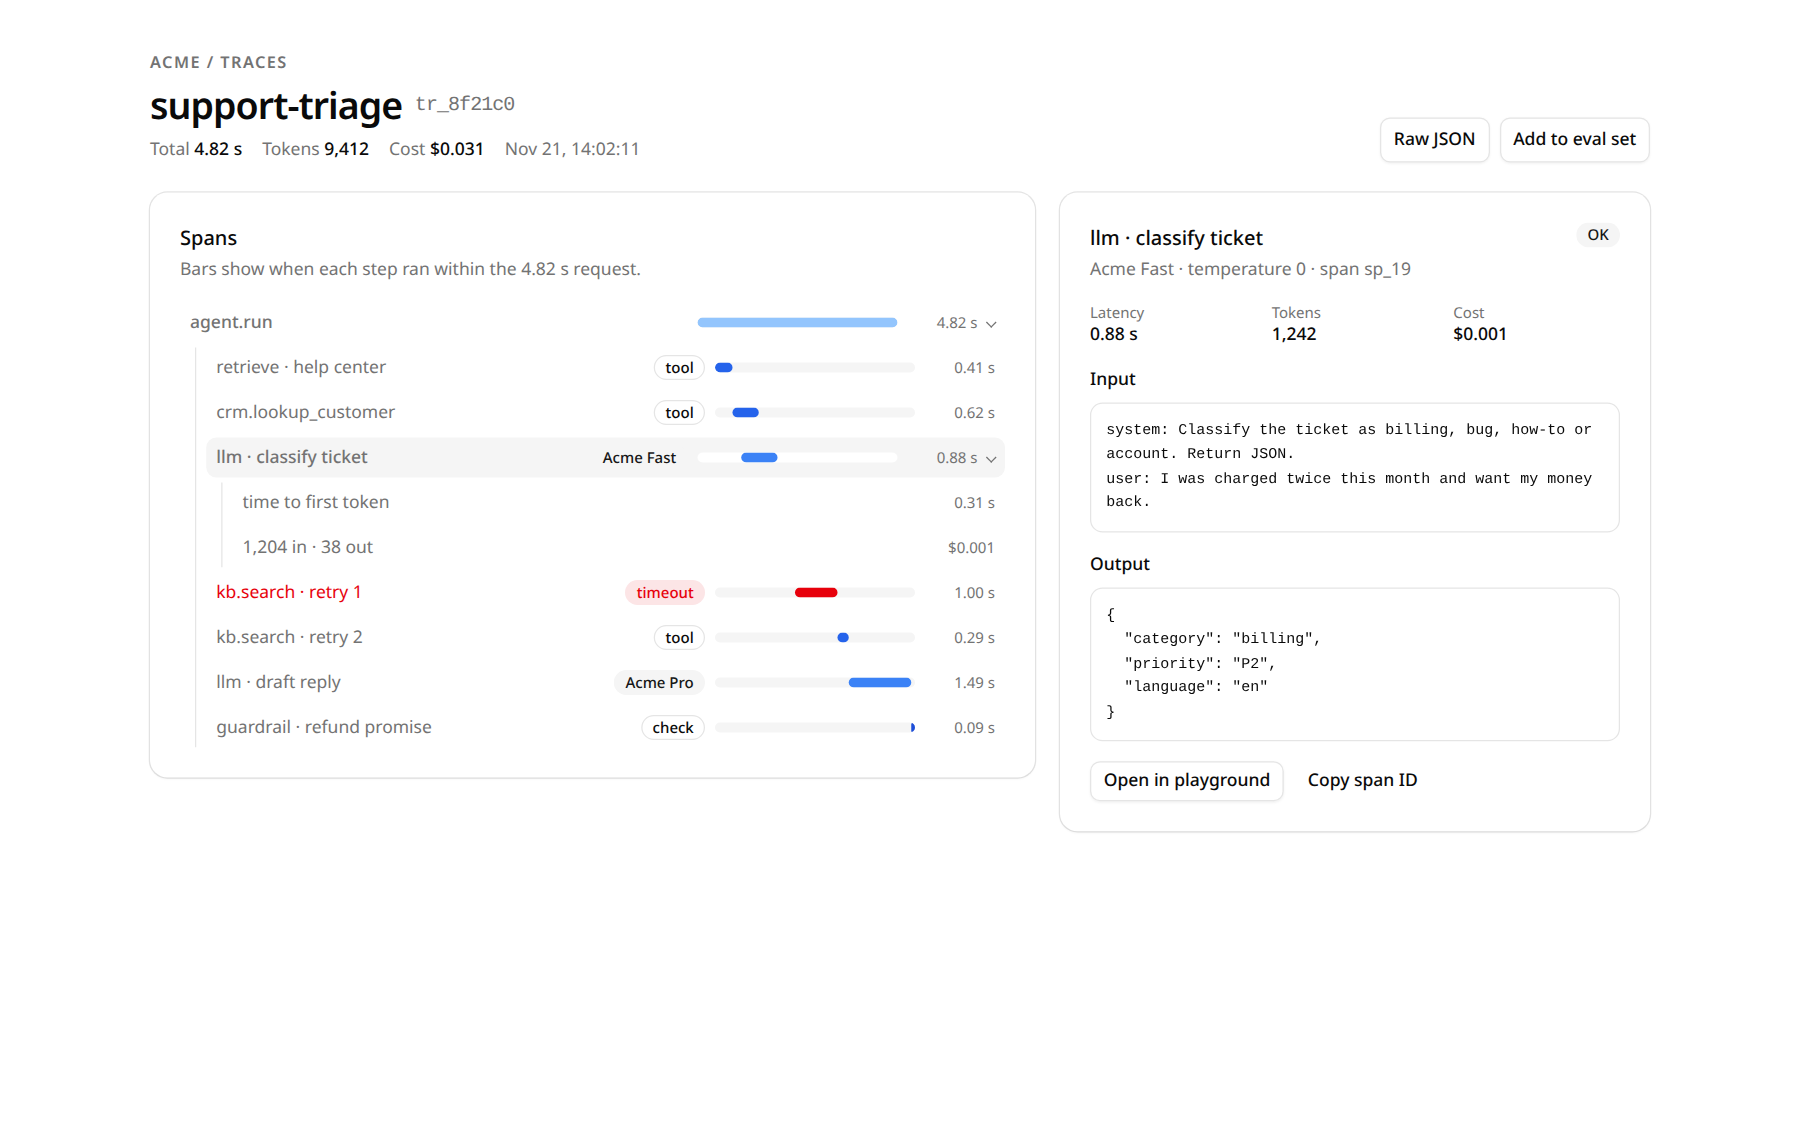 ACME / TRACES
support-triage tr_8f21c0
Total 4.82 s Tokens 9,412 Cost $0.031 Nov 21, 14:02:11
Raw JSON Add to eval set
Spans
Bars show when each step ran within the 4.82 s request.
agent.run 4.82 s
retrieve · help center tool 0.41 s
crm.lookup_customer tool 0.62 s
llm · classify ticket Acme Fast 0.88 s
time to first token 0.31 s
1,204 in · 38 out $0.001
kb.search · retry 1 timeout 1.00 s
kb.search · retry 2 tool 0.29 s
llm · draft reply Acme Pro 1.49 s
guardrail · refund promise check 0.09 s
llm · classify ticket OK
Acme Fast · temperature 0 · span sp_19
Latency Tokens Cost
0.88 s 1,242 $0.001
Input
system: Classify the ticket as billing, bug, how-to or
account. Return JSON.
user: I was charged twice this month and want my money
back.
Output
{
  "category": "billing",
  "priority": "P2",
  "language": "en"
}
Open in playground Copy span ID